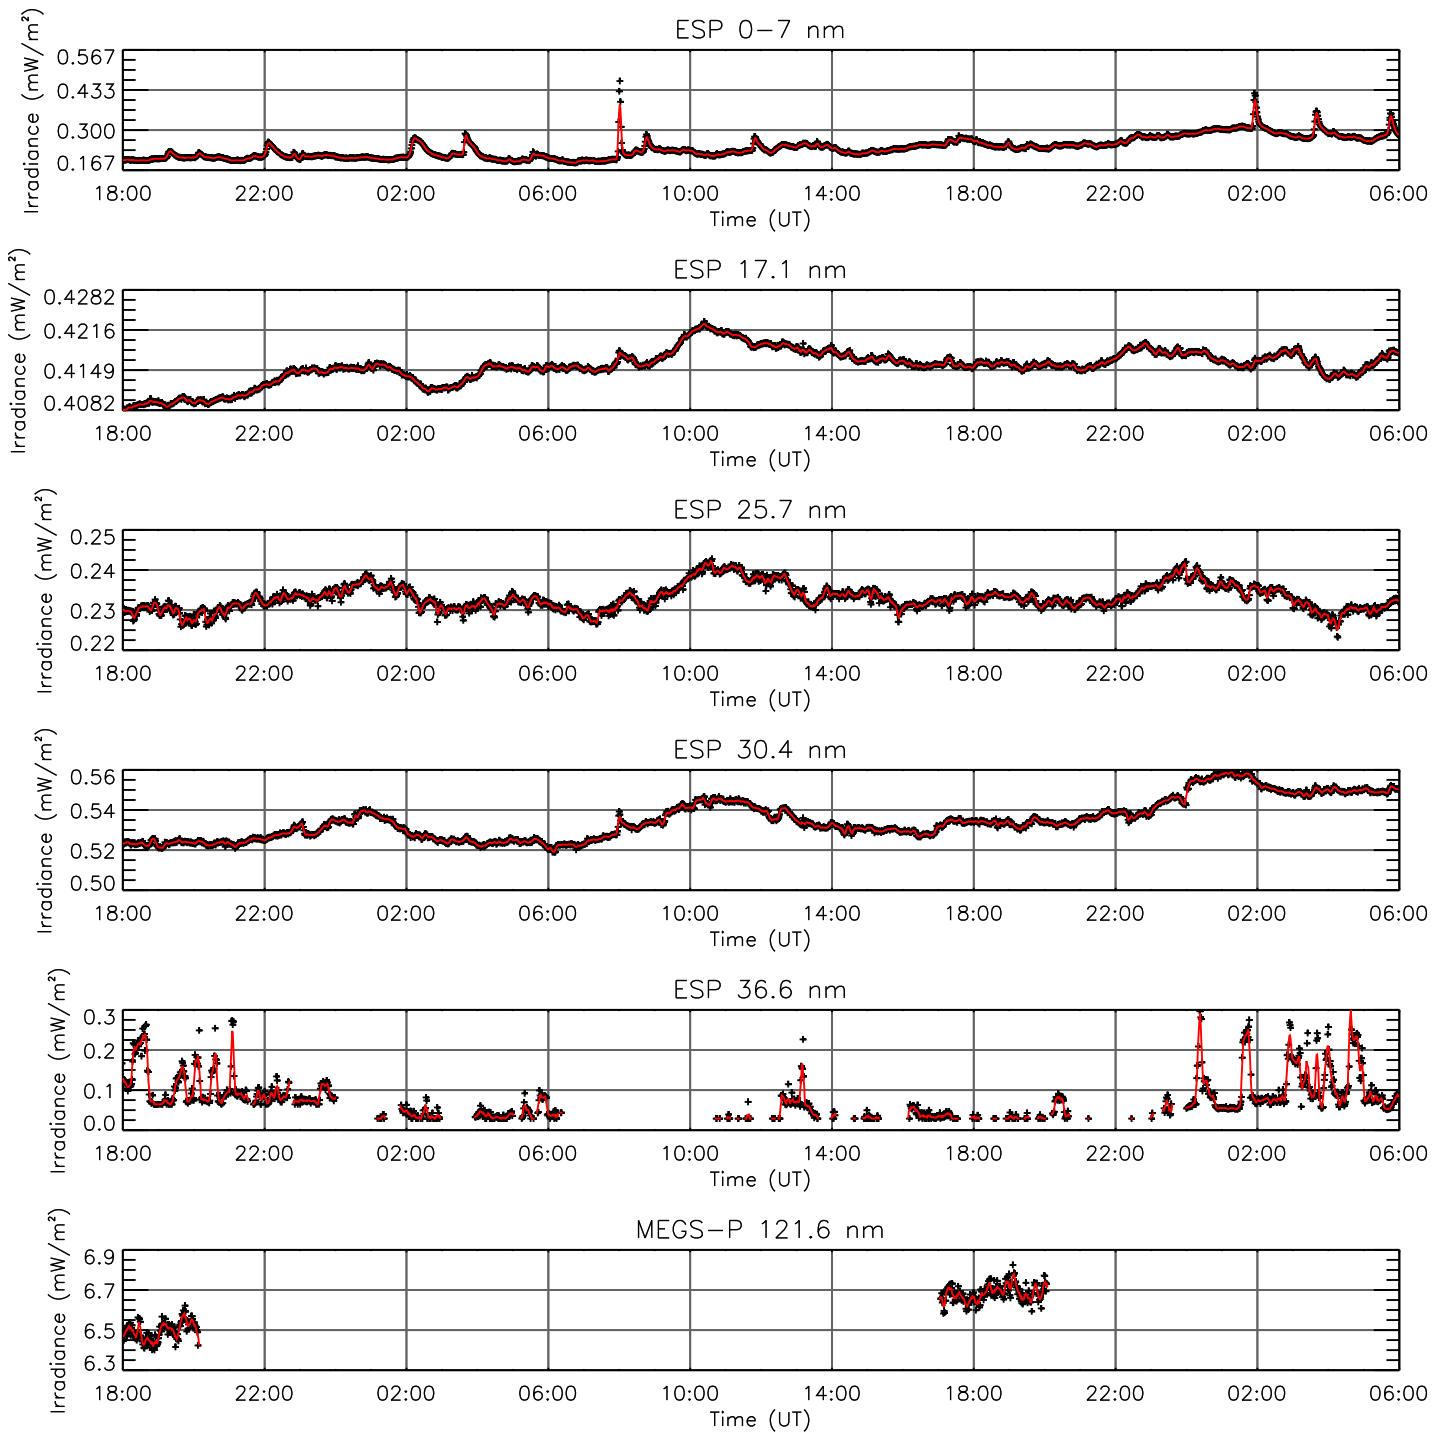 ESP 0-7 nm
Irradiance (mW/m²)
0.567
0.433
0.300
0.167
18:00 22:00 02:00 06:00 10:00 14:00 18:00 22:00 02:00 06:00
Time (UT)
ESP 17.1 nm
Irradiance (mW/m²)
0.4282
0.4216
0.4149
0.4082
18:00 22:00 02:00 06:00 10:00 14:00 18:00 22:00 02:00 06:00
Time (UT)
ESP 25.7 nm
Irradiance (mW/m²)
0.25
0.24
0.23
0.22
18:00 22:00 02:00 06:00 10:00 14:00 18:00 22:00 02:00 06:00
Time (UT)
ESP 30.4 nm
Irradiance (mW/m²)
0.56
0.54
0.52
0.50
18:00 22:00 02:00 06:00 10:00 14:00 18:00 22:00 02:00 06:00
Time (UT)
ESP 36.6 nm
Irradiance (mW/m²)
0.3
0.2
0.1
0.0
18:00 22:00 02:00 06:00 10:00 14:00 18:00 22:00 02:00 06:00
Time (UT)
MEGS-P 121.6 nm
Irradiance (mW/m²)
6.9
6.7
6.5
6.3
18:00 22:00 02:00 06:00 10:00 14:00 18:00 22:00 02:00 06:00
Time (UT)